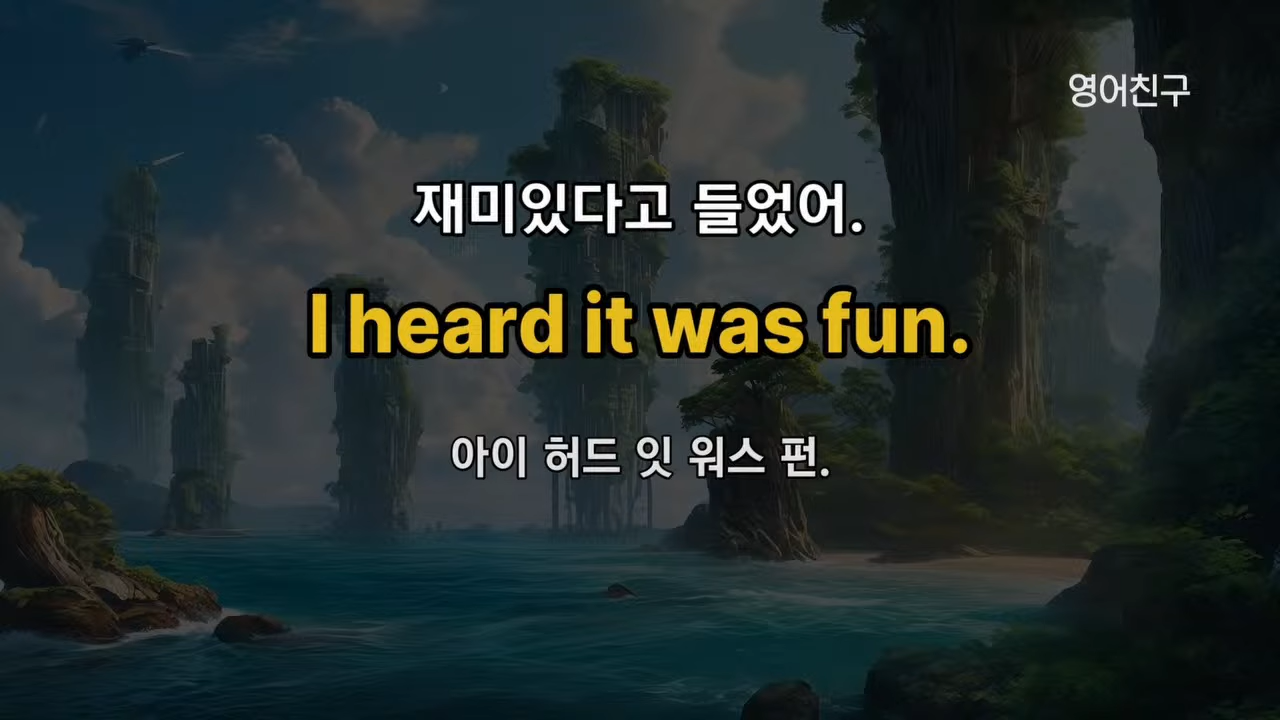 영어친구
재미있다고 들었어.
I heard it was fun.
아이 허드 잇 워스 펀.